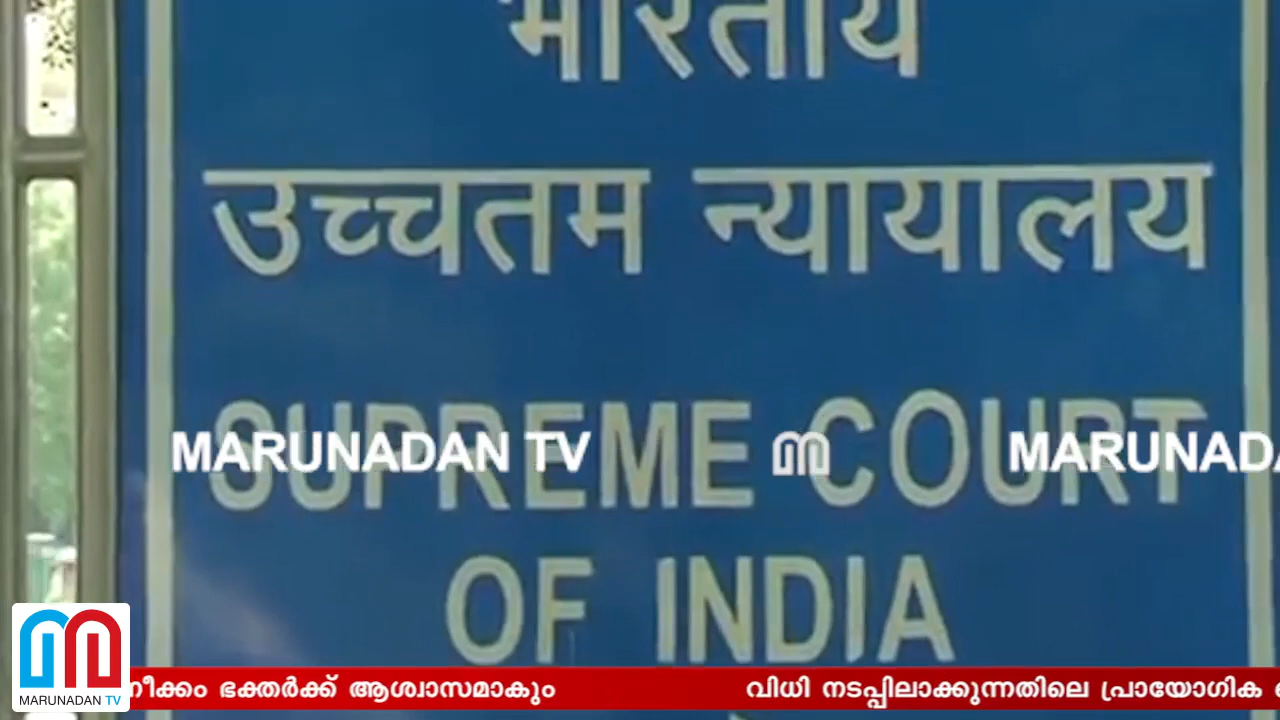 भारतीय
उच्चतम न्यायालय
SUPREME COURT
MARUNADAN TV ന MARUNADA
OF INDIA
MARUNADAN TV
നീക്കം ഭക്തർക്ക് ആശ്വാസമാകും വിധി നടപ്പിലാക്കുന്നതിലെ പ്രായോഗിക